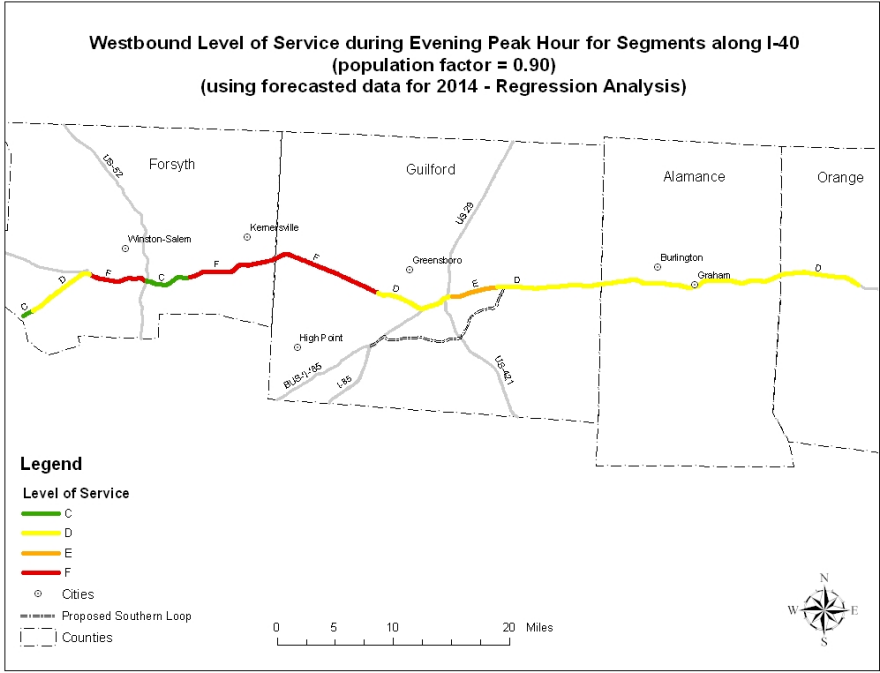 Westbound Level of Service during Evening Peak Hour for Segments along I-40
(population factor = 0.90)
(using forecasted data for 2014 - Regression Analysis)
Forsyth
Guilford
Alamance
Orange
US-52
US 29
Winston-Salem
Kernersville
Greensboro
Burlington
Graham
High Point
C
D
F
C
F
F
D
E
D
D
BUS-I-85
I-85
US-421
Legend
Level of Service
C
D
E
F
Cities
Proposed Southern Loop
Counties
0 5 10 20 Miles
N
W E
S